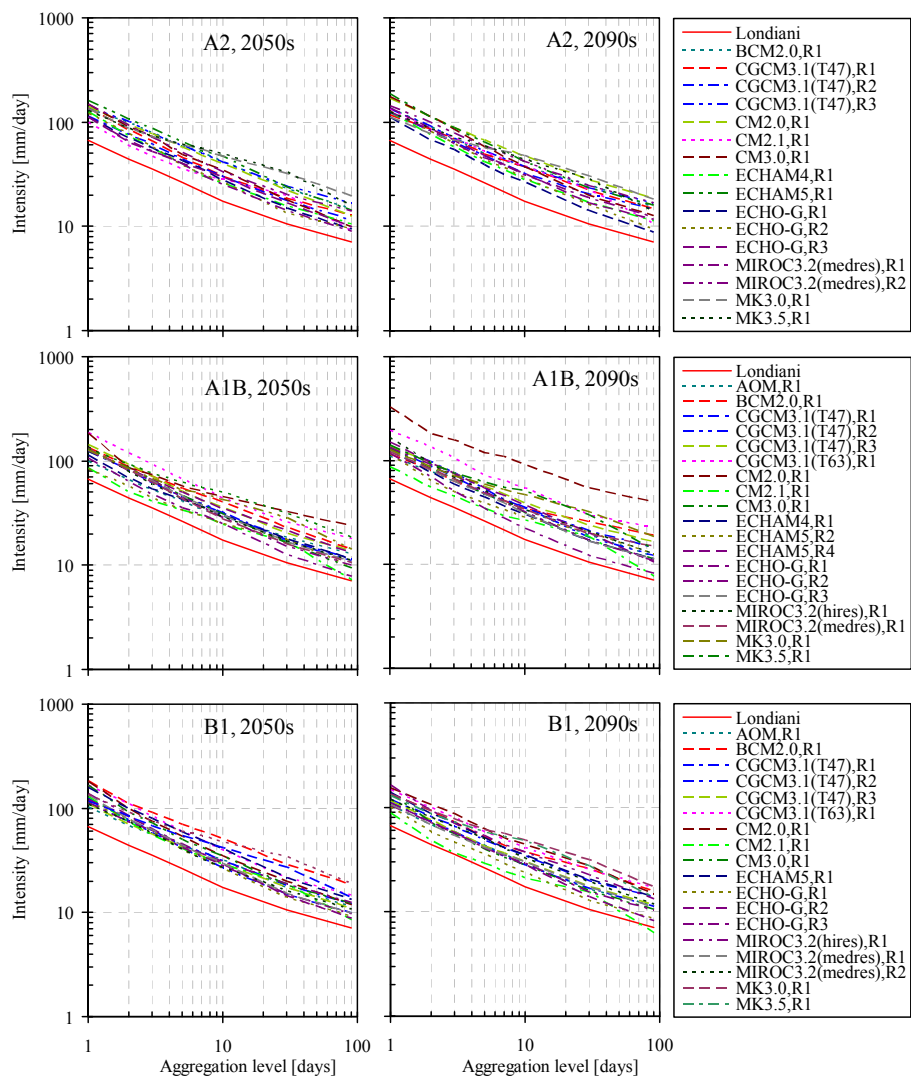 A2, 2050s
1000
100
10
1
Intensity [mm/day]
A2, 2090s
Londiani
BCM2.0,R1
CGCM3.1(T47),R1
CGCM3.1(T47),R2
CGCM3.1(T47),R3
CM2.0,R1
CM2.1,R1
CM3.0,R1
ECHAM4,R1
ECHAM5,R1
ECHO-G,R1
ECHO-G,R2
ECHO-G,R3
MIROC3.2(medres),R1
MIROC3.2(medres),R2
MK3.0,R1
MK3.5,R1
A1B, 2050s
1000
100
10
1
Intensity [mm/day]
A1B, 2090s
Londiani
AOM,R1
BCM2.0,R1
CGCM3.1(T47),R1
CGCM3.1(T47),R2
CGCM3.1(T47),R3
CGCM3.1(T63),R1
CM2.0,R1
CM2.1,R1
CM3.0,R1
ECHAM4,R1
ECHAM5,R2
ECHAM5,R4
ECHO-G,R1
ECHO-G,R2
ECHO-G,R3
MIROC3.2(hires),R1
MIROC3.2(medres),R1
MK3.0,R1
MK3.5,R1
B1, 2050s
1000
100
10
1
Intensity [mm/day]
1 10 100
Aggregation level [days]
B1, 2090s
1 10 100
Aggregation level [days]
Londiani
AOM,R1
BCM2.0,R1
CGCM3.1(T47),R1
CGCM3.1(T47),R2
CGCM3.1(T47),R3
CGCM3.1(T63),R1
CM2.0,R1
CM2.1,R1
CM3.0,R1
ECHAM5,R1
ECHO-G,R1
ECHO-G,R2
ECHO-G,R3
MIROC3.2(hires),R1
MIROC3.2(medres),R1
MIROC3.2(medres),R2
MK3.0,R1
MK3.5,R1